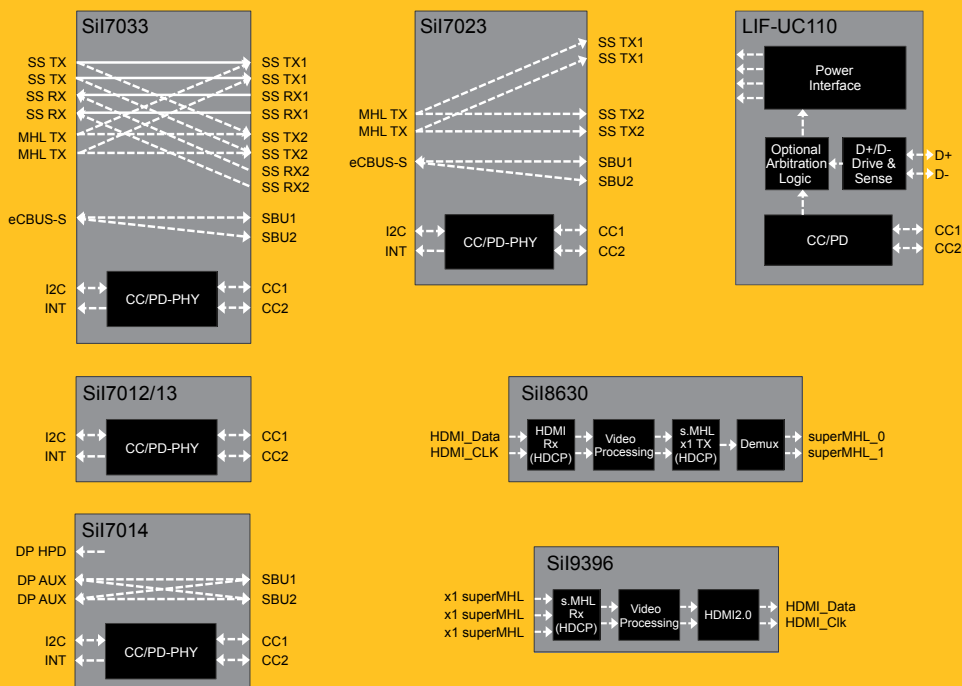 SiI7033
SS TX
SS TX
SS RX
SS RX
MHL TX
MHL TX
eCBUS-S
I2C
INT
CC/PD-PHY
SS TX1
SS TX1
SS RX1
SS RX1
SS TX2
SS TX2
SS RX2
SS RX2
SBU1
SBU2
CC1
CC2
SiI7023
MHL TX
MHL TX
eCBUS-S
I2C
INT
CC/PD-PHY
SS TX1
SS TX1
SS TX2
SS TX2
SBU1
SBU2
CC1
CC2
LIF-UC110
Power
Interface
Optional
Arbitration
Logic
D+/D-
Drive &
Sense
CC/PD
D+
D-
CC1
CC2
SiI7012/13
I2C
INT
CC/PD-PHY
CC1
CC2
SiI8630
HDMI_Data
HDMI_CLK
HDMI
Rx
(HDCP)
Video
Processing
s.MHL
x1 TX
(HDCP)
Demux
superMHL_0
superMHL_1
SiI7014
DP HPD
DP AUX
DP AUX
I2C
INT
CC/PD-PHY
SBU1
SBU2
CC1
CC2
SiI9396
x1 superMHL
x1 superMHL
x1 superMHL
s.MHL
Rx
(HDCP)
Video
Processing
HDMI2.0
HDMI_Data
HDMI_Clk